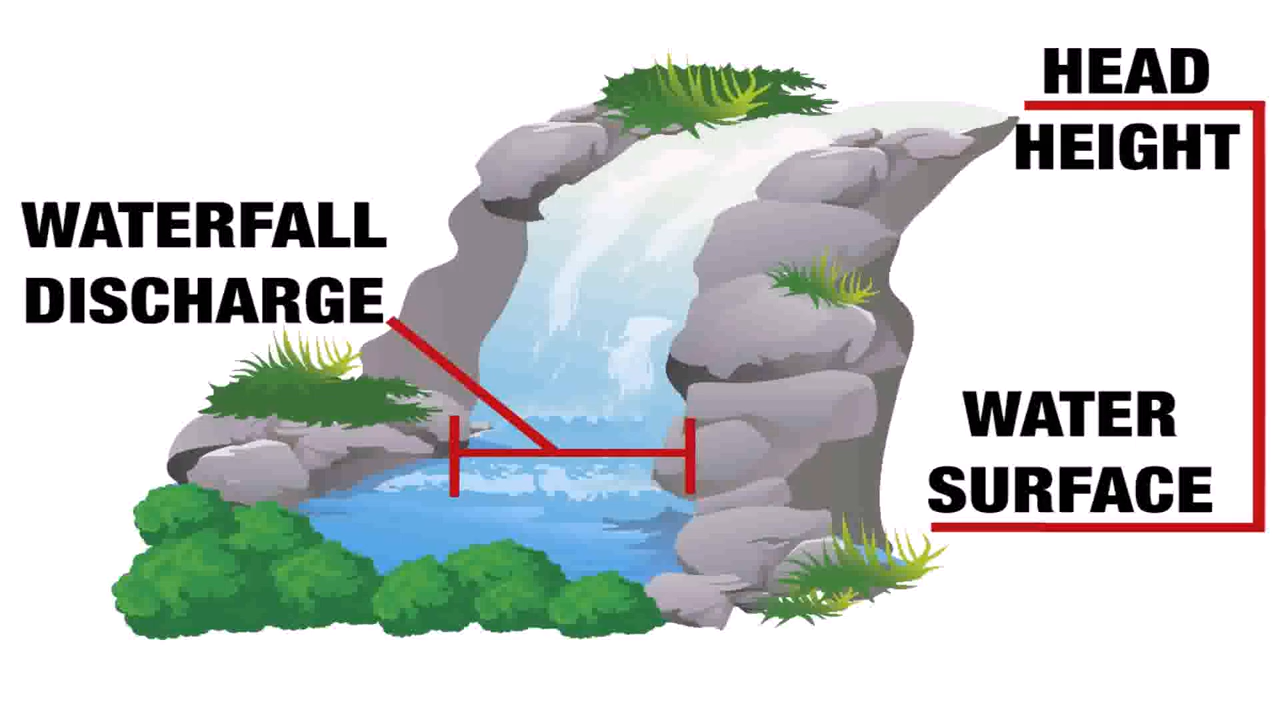 HEAD
HEIGHT
WATERFALL
DISCHARGE
WATER
SURFACE